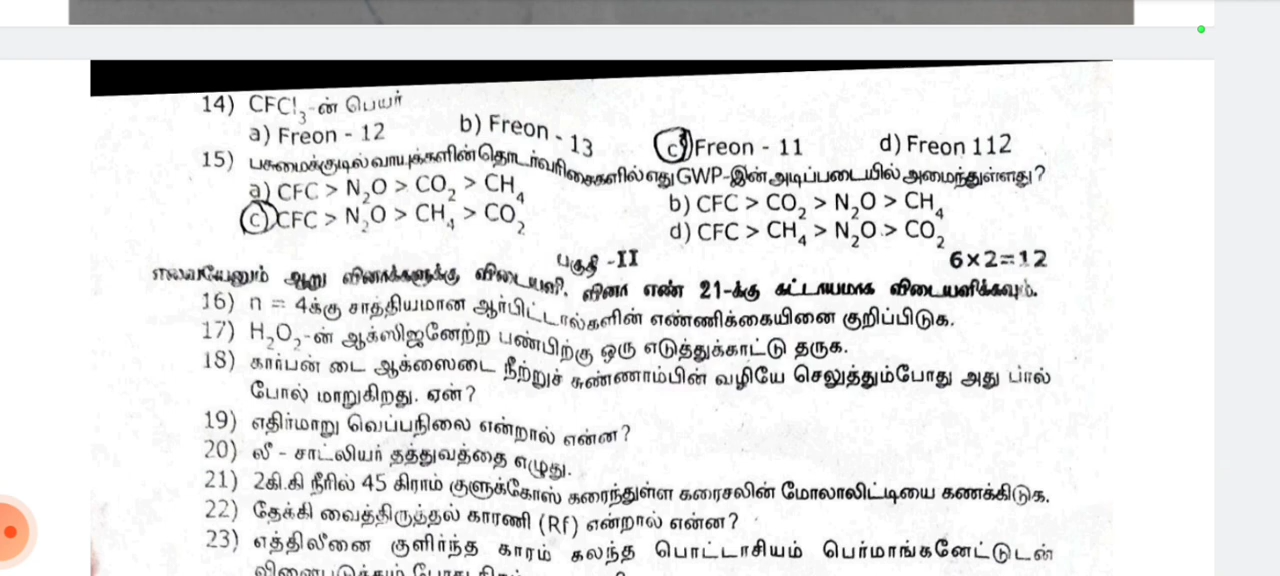 14) CFCl₃-ன் பெயர்
a) Freon - 12 b) Freon - 13 c) Freon - 11 d) Freon 112
15) பசுமைக்குடில் வாயுக்களின் தொடர்வரிசைகளில் எது GWP-இன் அடிப்படையில் அமைந்துள்ளது?
a) CFC > N₂O > CO₂ > CH₄ b) CFC > CO₂ > N₂O > CH₄
c) CFC > N₂O > CH₄ > CO₂ d) CFC > CH₄ > N₂O > CO₂
பகுதி -II 6×2=12
எவையேனும் ஆறு வினாக்களுக்கு விடையளி. வினா எண் 21-க்கு கட்டாயமாக விடையளிக்கவும்.
16) n = 4க்கு சாத்தியமான ஆர்பிட்டால்களின் எண்ணிக்கையினை குறிப்பிடுக.
17) H₂O₂-ன் ஆக்ஸிஜனேற்ற பண்பிற்கு ஒரு எடுத்துக்காட்டு தருக.
18) கார்பன் டை ஆக்ஸைடை நீற்றுச் சுண்ணாம்பின் வழியே செலுத்தும்போது அது பால்
போல் மாறுகிறது. ஏன்?
19) எதிர்மாறு வெப்பநிலை என்றால் என்ன?
20) லீ - சாட்லியர் தத்துவத்தை எழுது.
21) 2கி.கி நீரில் 45 கிராம் குளுக்கோஸ் கரைந்துள்ள கரைசலின் மோலாலிட்டியை கணக்கிடுக.
22) தேக்கி வைத்திருத்தல் காரணி (Rf) என்றால் என்ன?
23) எத்திலீனை குளிர்ந்த காரம் கலந்த பொட்டாசியம் பெர்மாங்கனேட்டுடன்